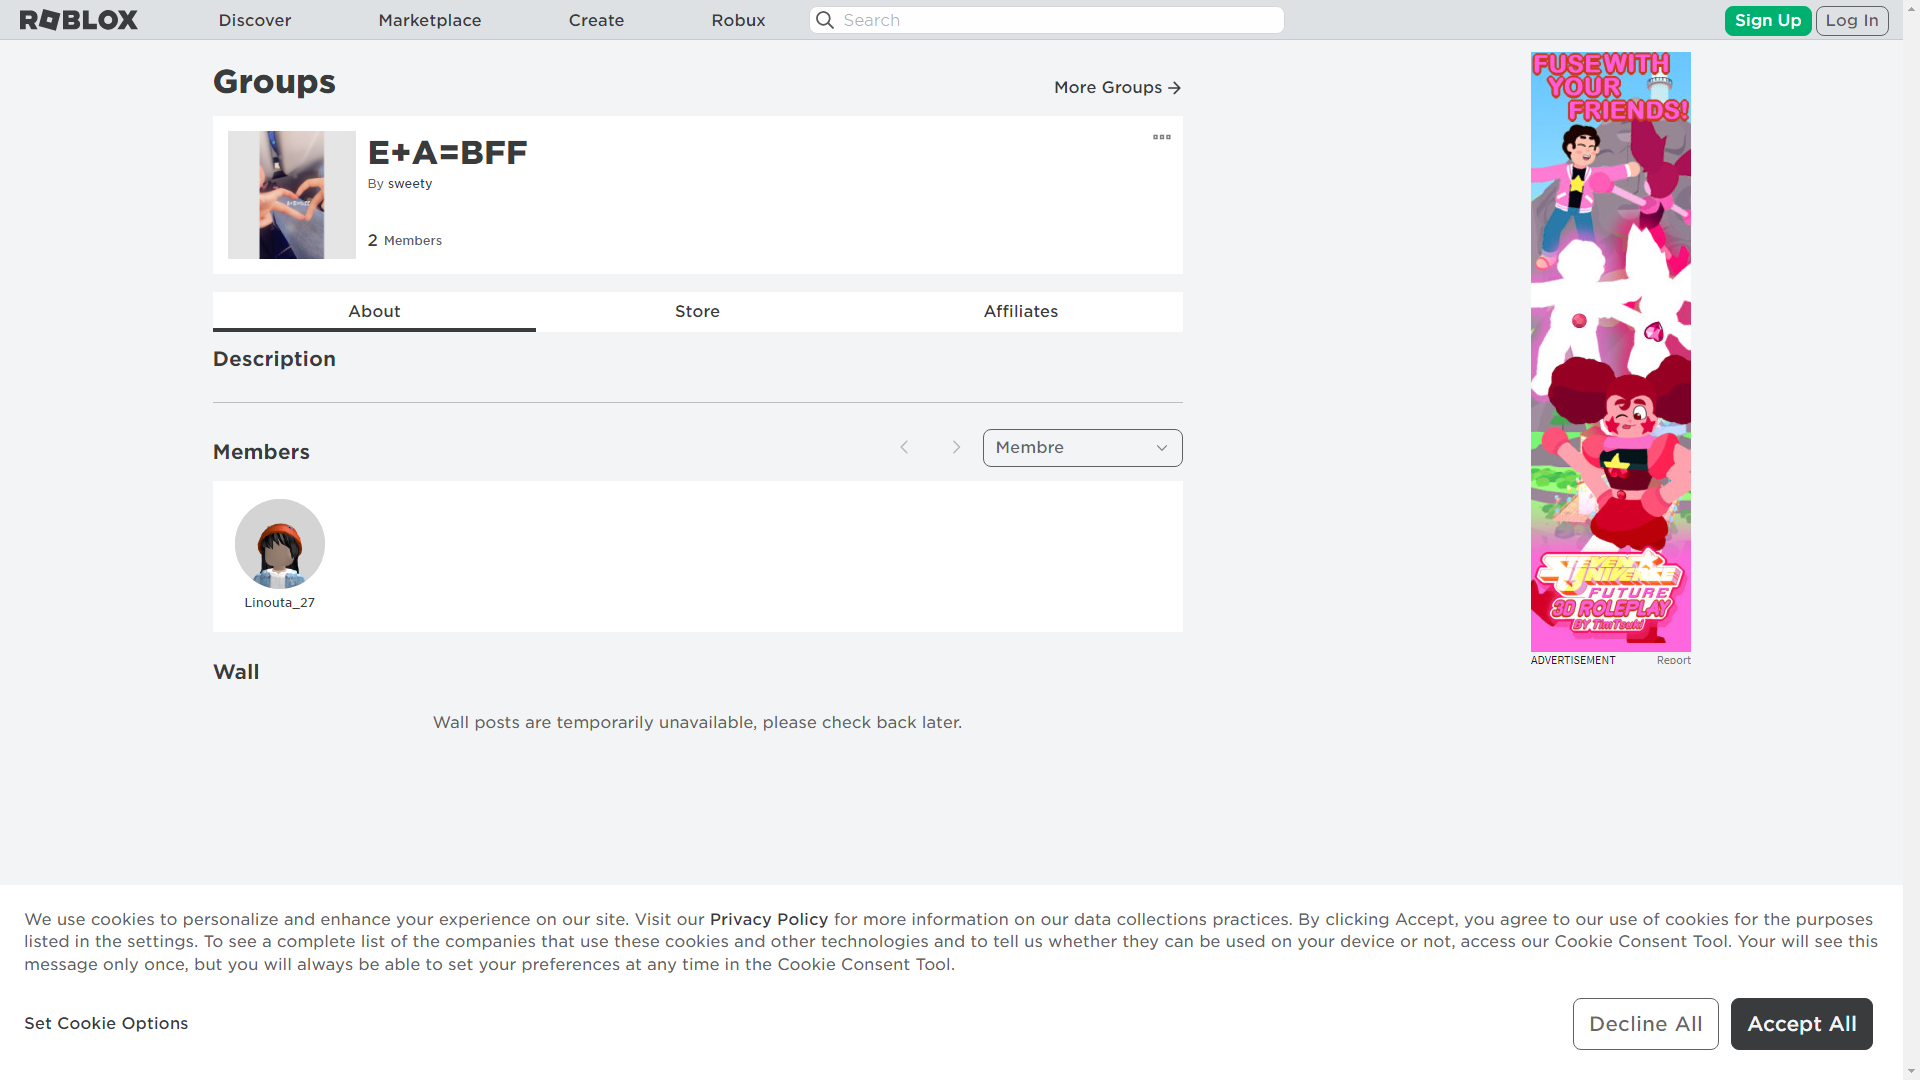 ROBLOX
Discover
Marketplace
Create
Robux
Search
Sign Up
Log In
Groups
More Groups
E+A=BFF
By sweety
2 Members
About
Store
Affiliates
Description
Members
Membre
Linouta_27
Wall
Wall posts are temporarily unavailable, please check back later.
FUSE WITH
YOUR
FRIENDS!
STEVEN
UNIVERSE
FUTURE
3D ROLEPLAY
BY TimTsuki
ADVERTISEMENT
Report
We use cookies to personalize and enhance your experience on our site. Visit our Privacy Policy for more information on our data collections practices. By clicking Accept, you agree to our use of cookies for the purposes
listed in the settings. To see a complete list of the companies that use these cookies and other technologies and to tell us whether they can be used on your device or not, access our Cookie Consent Tool. Your will see this
message only once, but you will always be able to set your preferences at any time in the Cookie Consent Tool.
Set Cookie Options
Decline All
Accept All